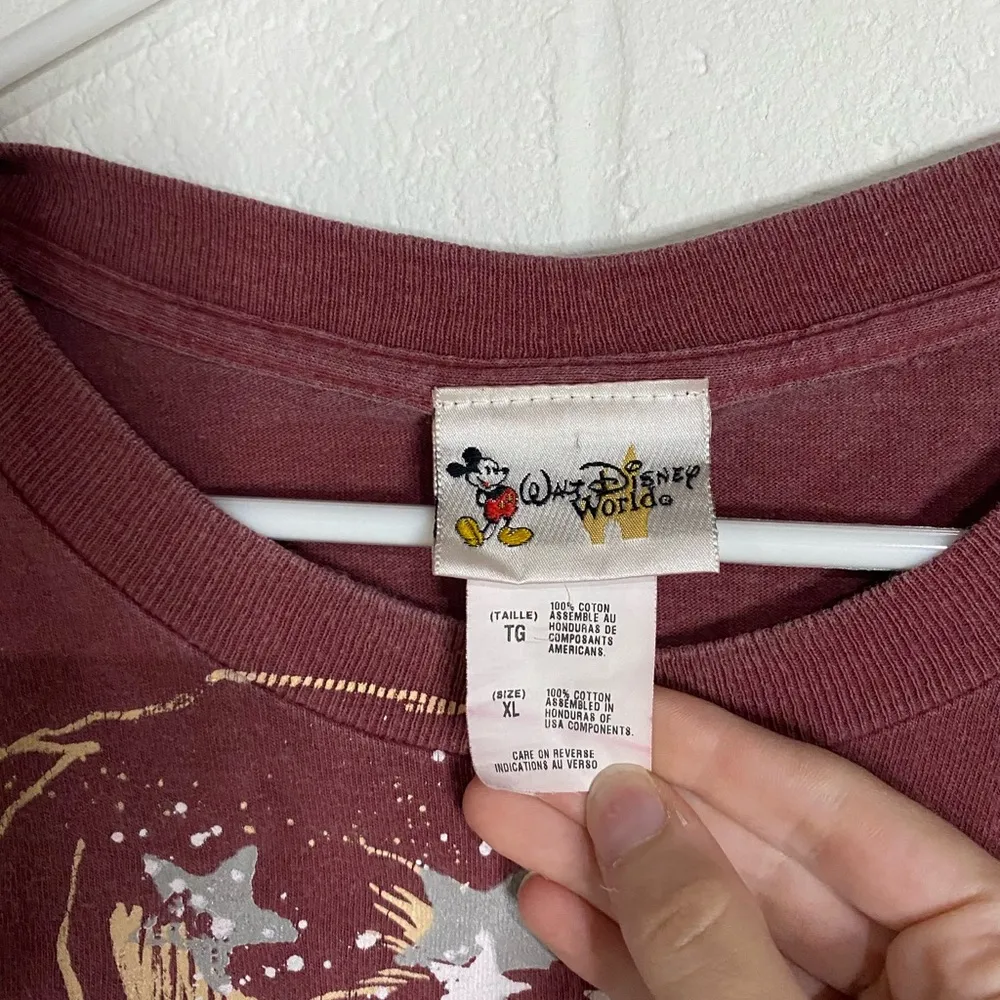 WALT DISNEY
World®
(TAILLE)
TG
100% COTON
ASSEMBLE AU
HONDURAS DE
COMPOSANTS
AMERICANS.
(SIZE)
XL
100% COTTON
ASSEMBLED IN
HONDURAS OF
USA COMPONENTS.
CARE ON REVERSE
INDICATIONS AU VERSO